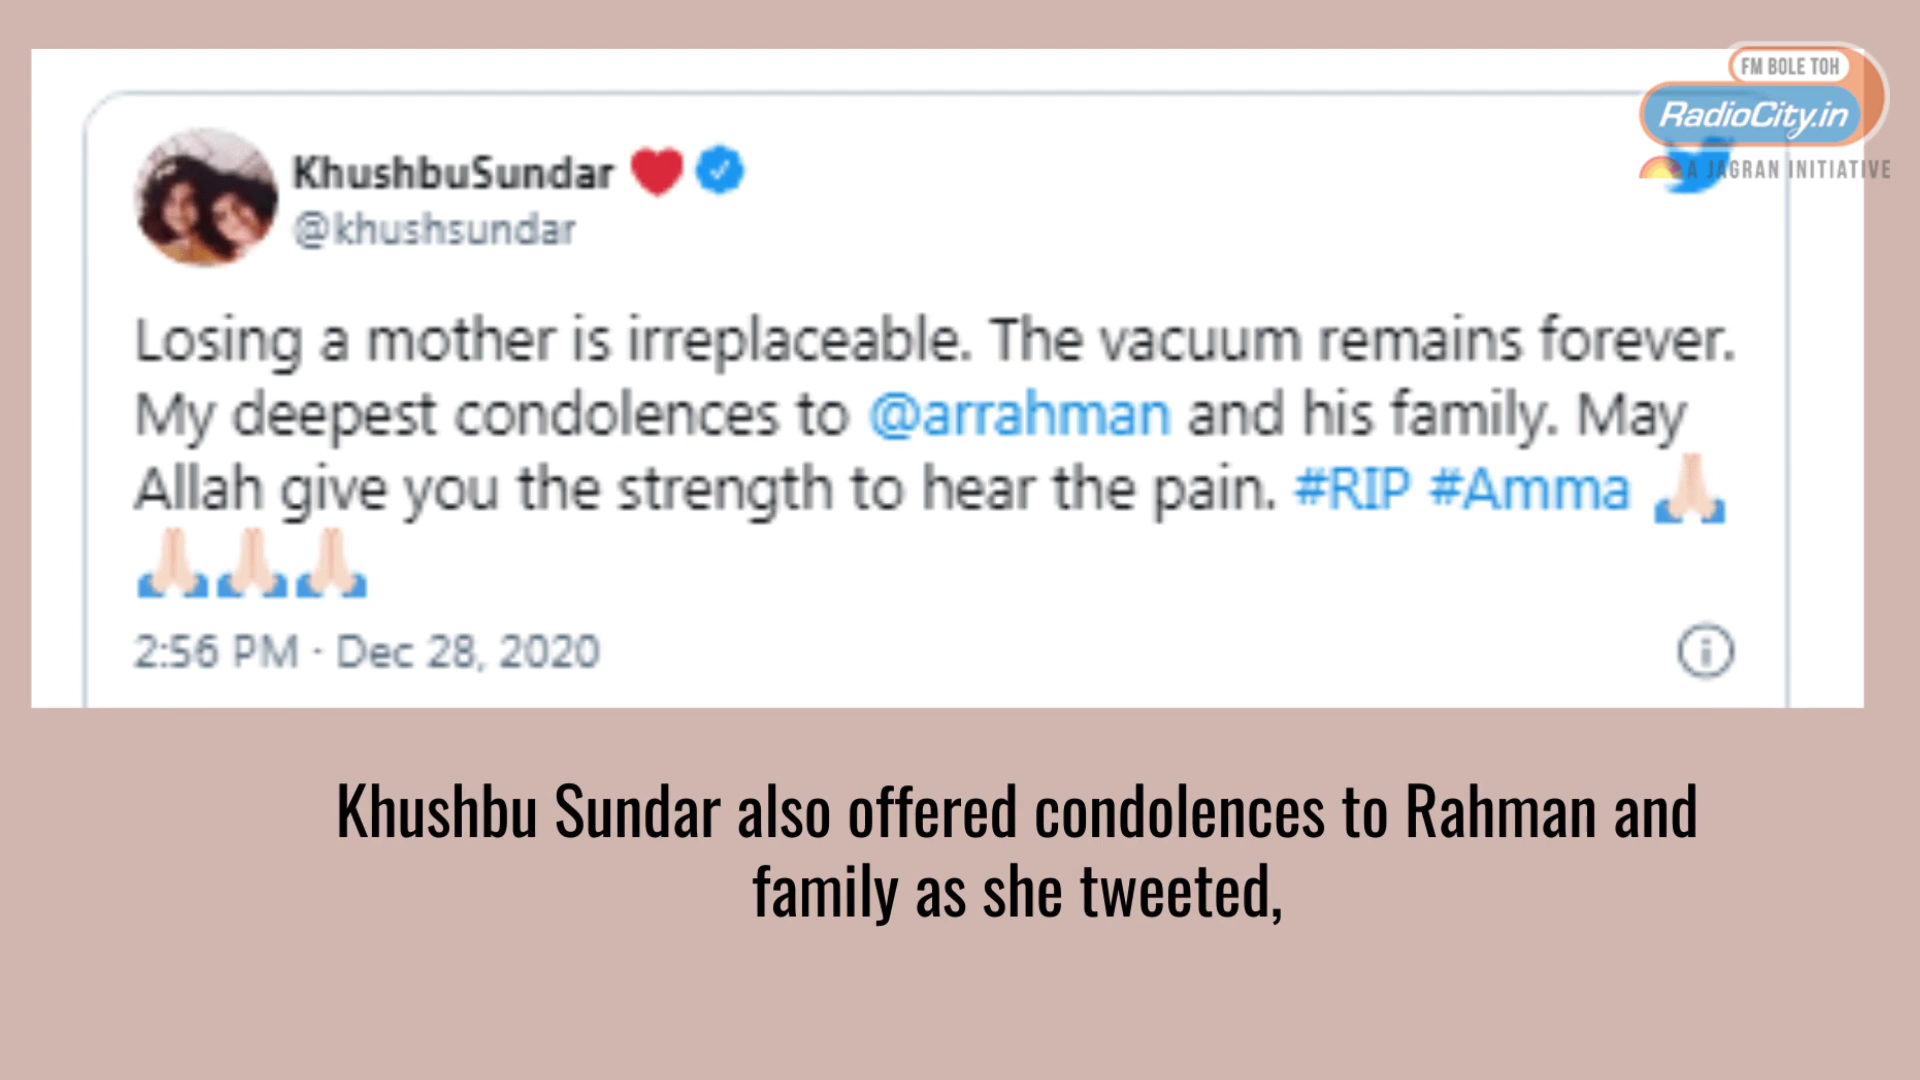 FM BOLE TOH
RadioCity.in
A JAGRAN INITIATIVE
KhushbuSundar ❤️
@khushsundar
Losing a mother is irreplaceable. The vacuum remains forever.
My deepest condolences to @arrahman and his family. May
Allah give you the strength to hear the pain. #RIP #Amma 🙏🏻
🙏🏻🙏🏻🙏🏻
2:56 PM · Dec 28, 2020
Khushbu Sundar also offered condolences to Rahman and
family as she tweeted,